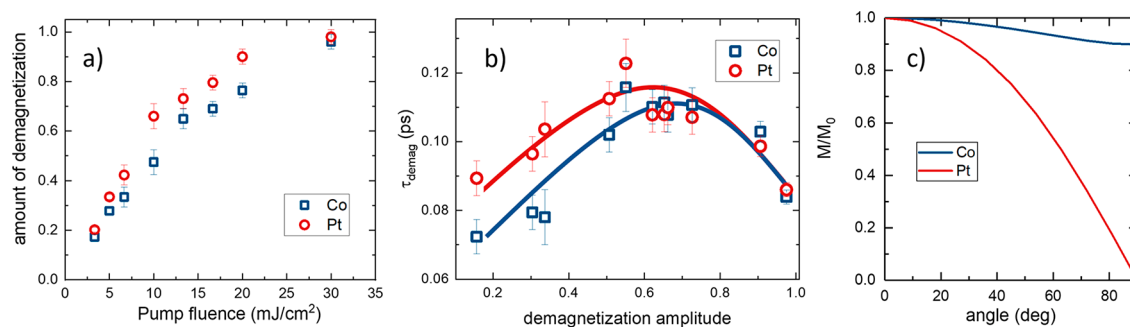 a)
amount of demagnetization
1.0
0.8
0.6
0.4
0.2
0.0
0 5 10 15 20 25 30 35
Pump fluence (mJ/cm²)
Co
Pt
b)
τdemag (ps)
0.12
0.10
0.08
0.06
0.2 0.4 0.6 0.8 1.0
demagnetization amplitude
Co
Pt
c)
M/M0
1.0
0.8
0.6
0.4
0.2
0.0
0 20 40 60 80
angle (deg)
Co
Pt